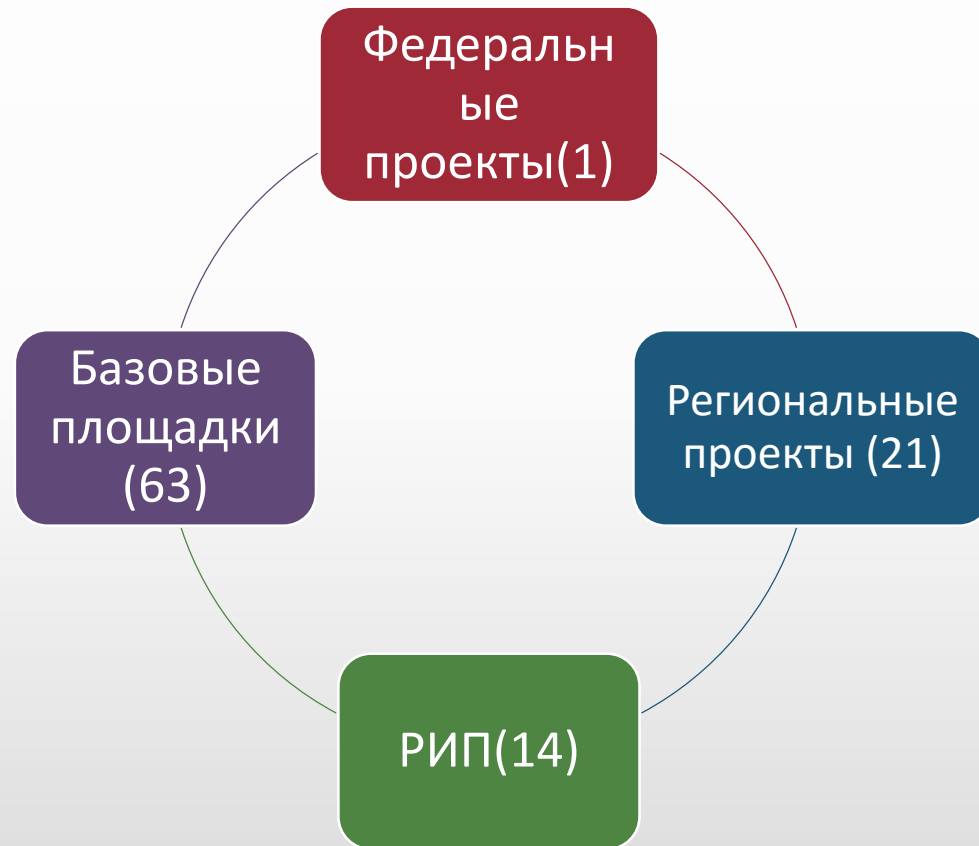 Федеральн
ые
проекты(1)
Базовые
площадки
(63)
Региональные
проекты (21)
РИП(14)